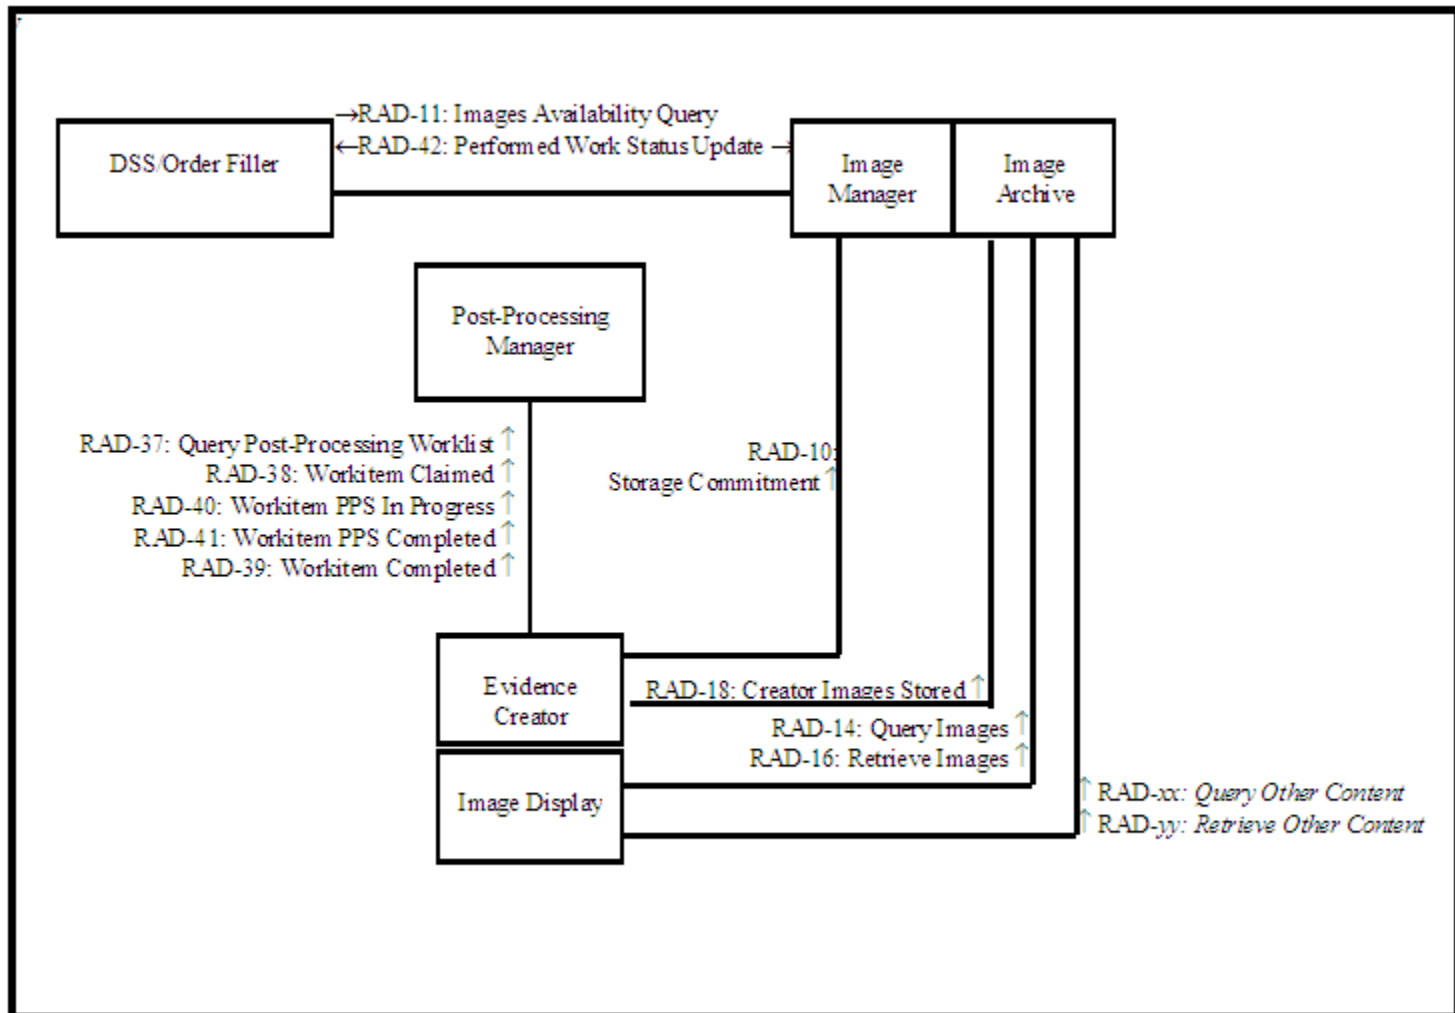 →RAD-11: Images Availability Query
←RAD-42: Performed Work Status Update →
DSS/Order Filler
Image
Manager
Image
Archive
Post-Processing
Manager
RAD-37: Query Post-Processing Worklist ↑
RAD-38: Workitem Claimed ↑
RAD-40: Workitem PPS In Progress ↑
RAD-41: Workitem PPS Completed ↑
RAD-39: Workitem Completed ↑
RAD-10:
Storage Commitment ↑
Evidence
Creator
RAD-18: Creator Images Stored ↑
RAD-14: Query Images ↑
RAD-16: Retrieve Images ↑
Image Display
↑ RAD-xx: Query Other Content
↑ RAD-yy: Retrieve Other Content